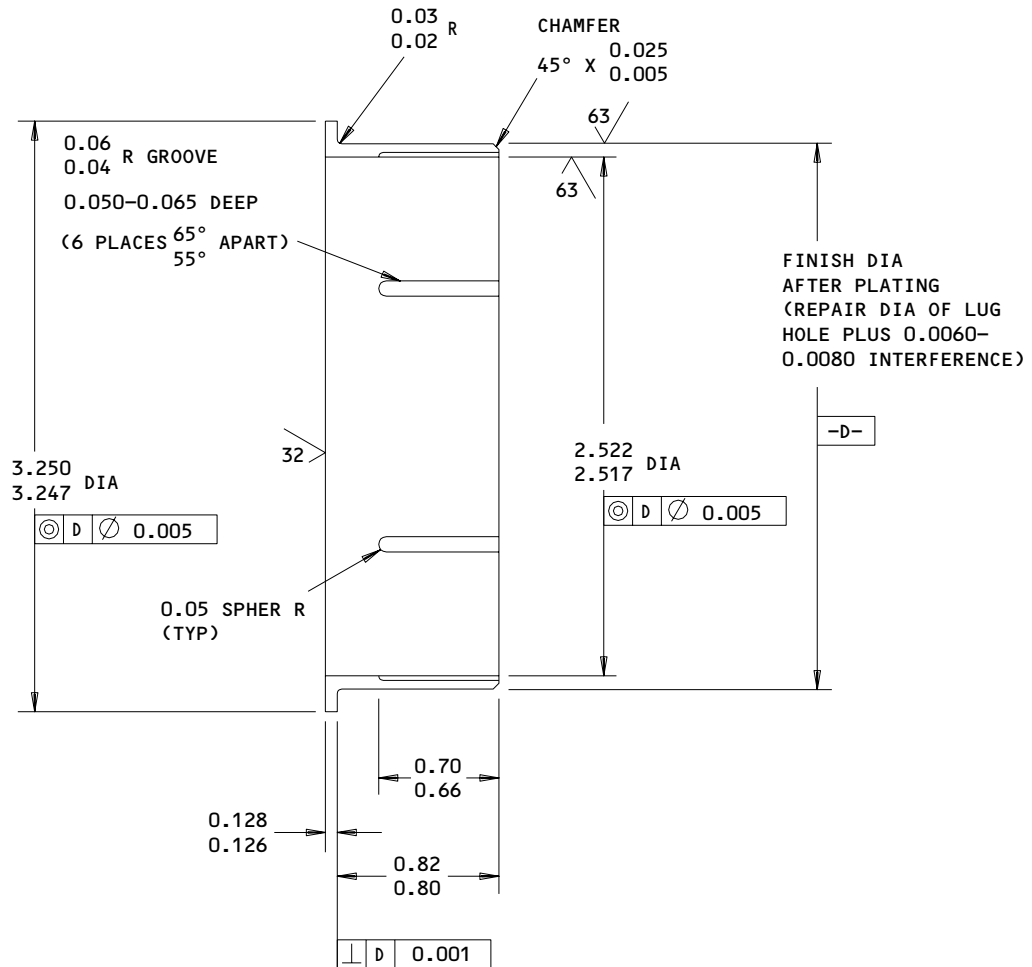 0.03
0.02 R
CHAMFER
45° X 0.025
0.005
63
63
0.06
0.04 R GROOVE
0.050-0.065 DEEP
(6 PLACES 65°
55° APART)
FINISH DIA
AFTER PLATING
(REPAIR DIA OF LUG
HOLE PLUS 0.0060-
0.0080 INTERFERENCE)
-D-
32
3.250
3.247 DIA
◎ D ∅ 0.005
2.522
2.517 DIA
◎ D ∅ 0.005
0.05 SPHER R
(TYP)
0.70
0.66
0.128
0.126
0.82
0.80
⊥ D 0.001